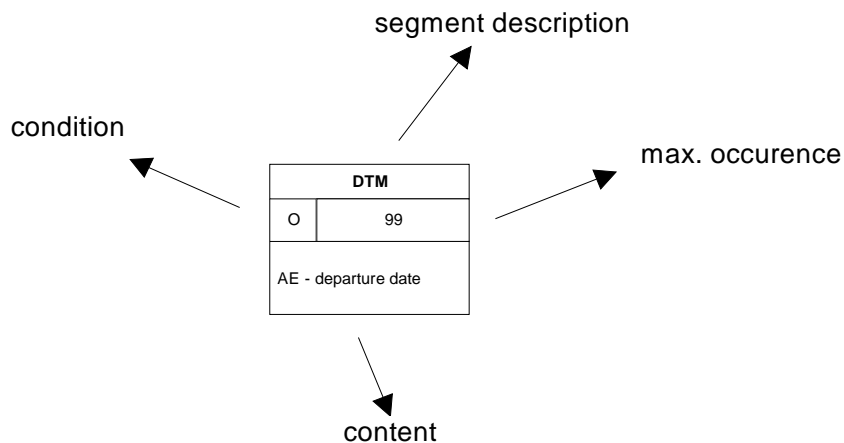 segment description
condition
max. occurence
DTM
O 99
AE - departure date
content